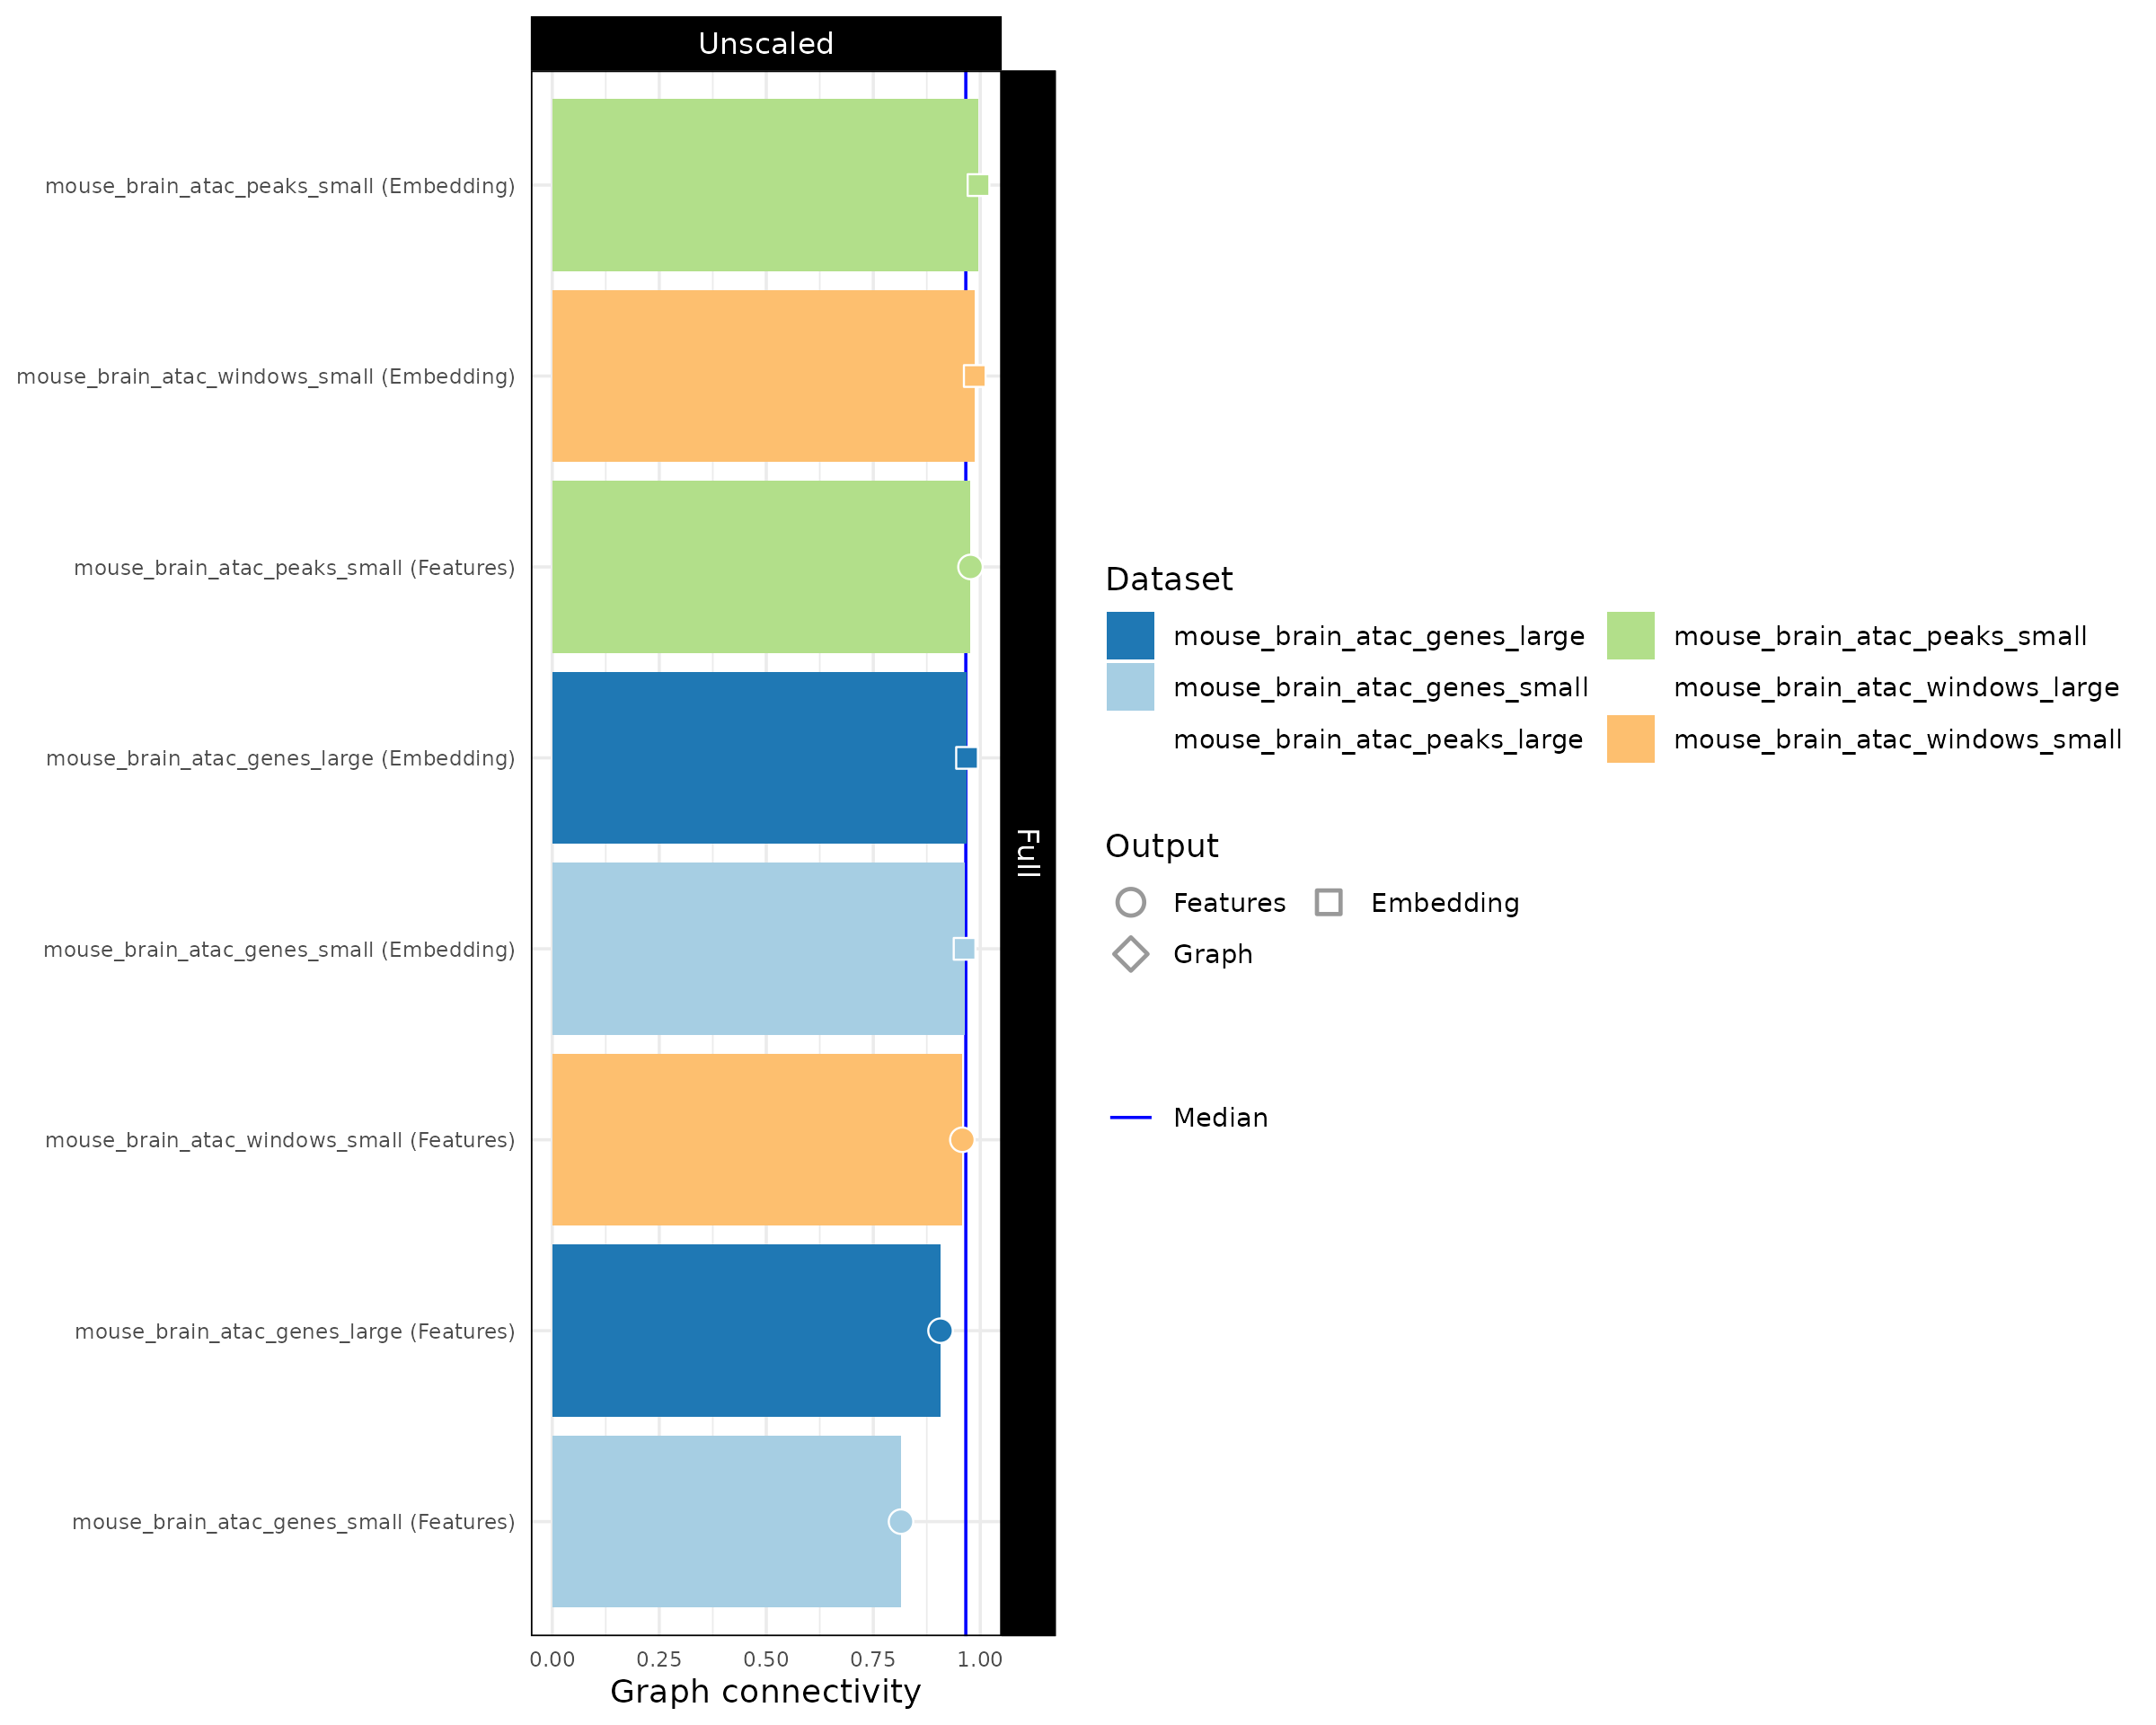 Unscaled
Full
mouse_brain_atac_peaks_small (Embedding)
mouse_brain_atac_windows_small (Embedding)
mouse_brain_atac_peaks_small (Features)
mouse_brain_atac_genes_large (Embedding)
mouse_brain_atac_genes_small (Embedding)
mouse_brain_atac_windows_small (Features)
mouse_brain_atac_genes_large (Features)
mouse_brain_atac_genes_small (Features)
0.00 0.25 0.50 0.75 1.00
Graph connectivity
Dataset
mouse_brain_atac_genes_large mouse_brain_atac_peaks_small
mouse_brain_atac_genes_small mouse_brain_atac_windows_large
mouse_brain_atac_peaks_large mouse_brain_atac_windows_small
Output
Features Embedding
Graph
Median